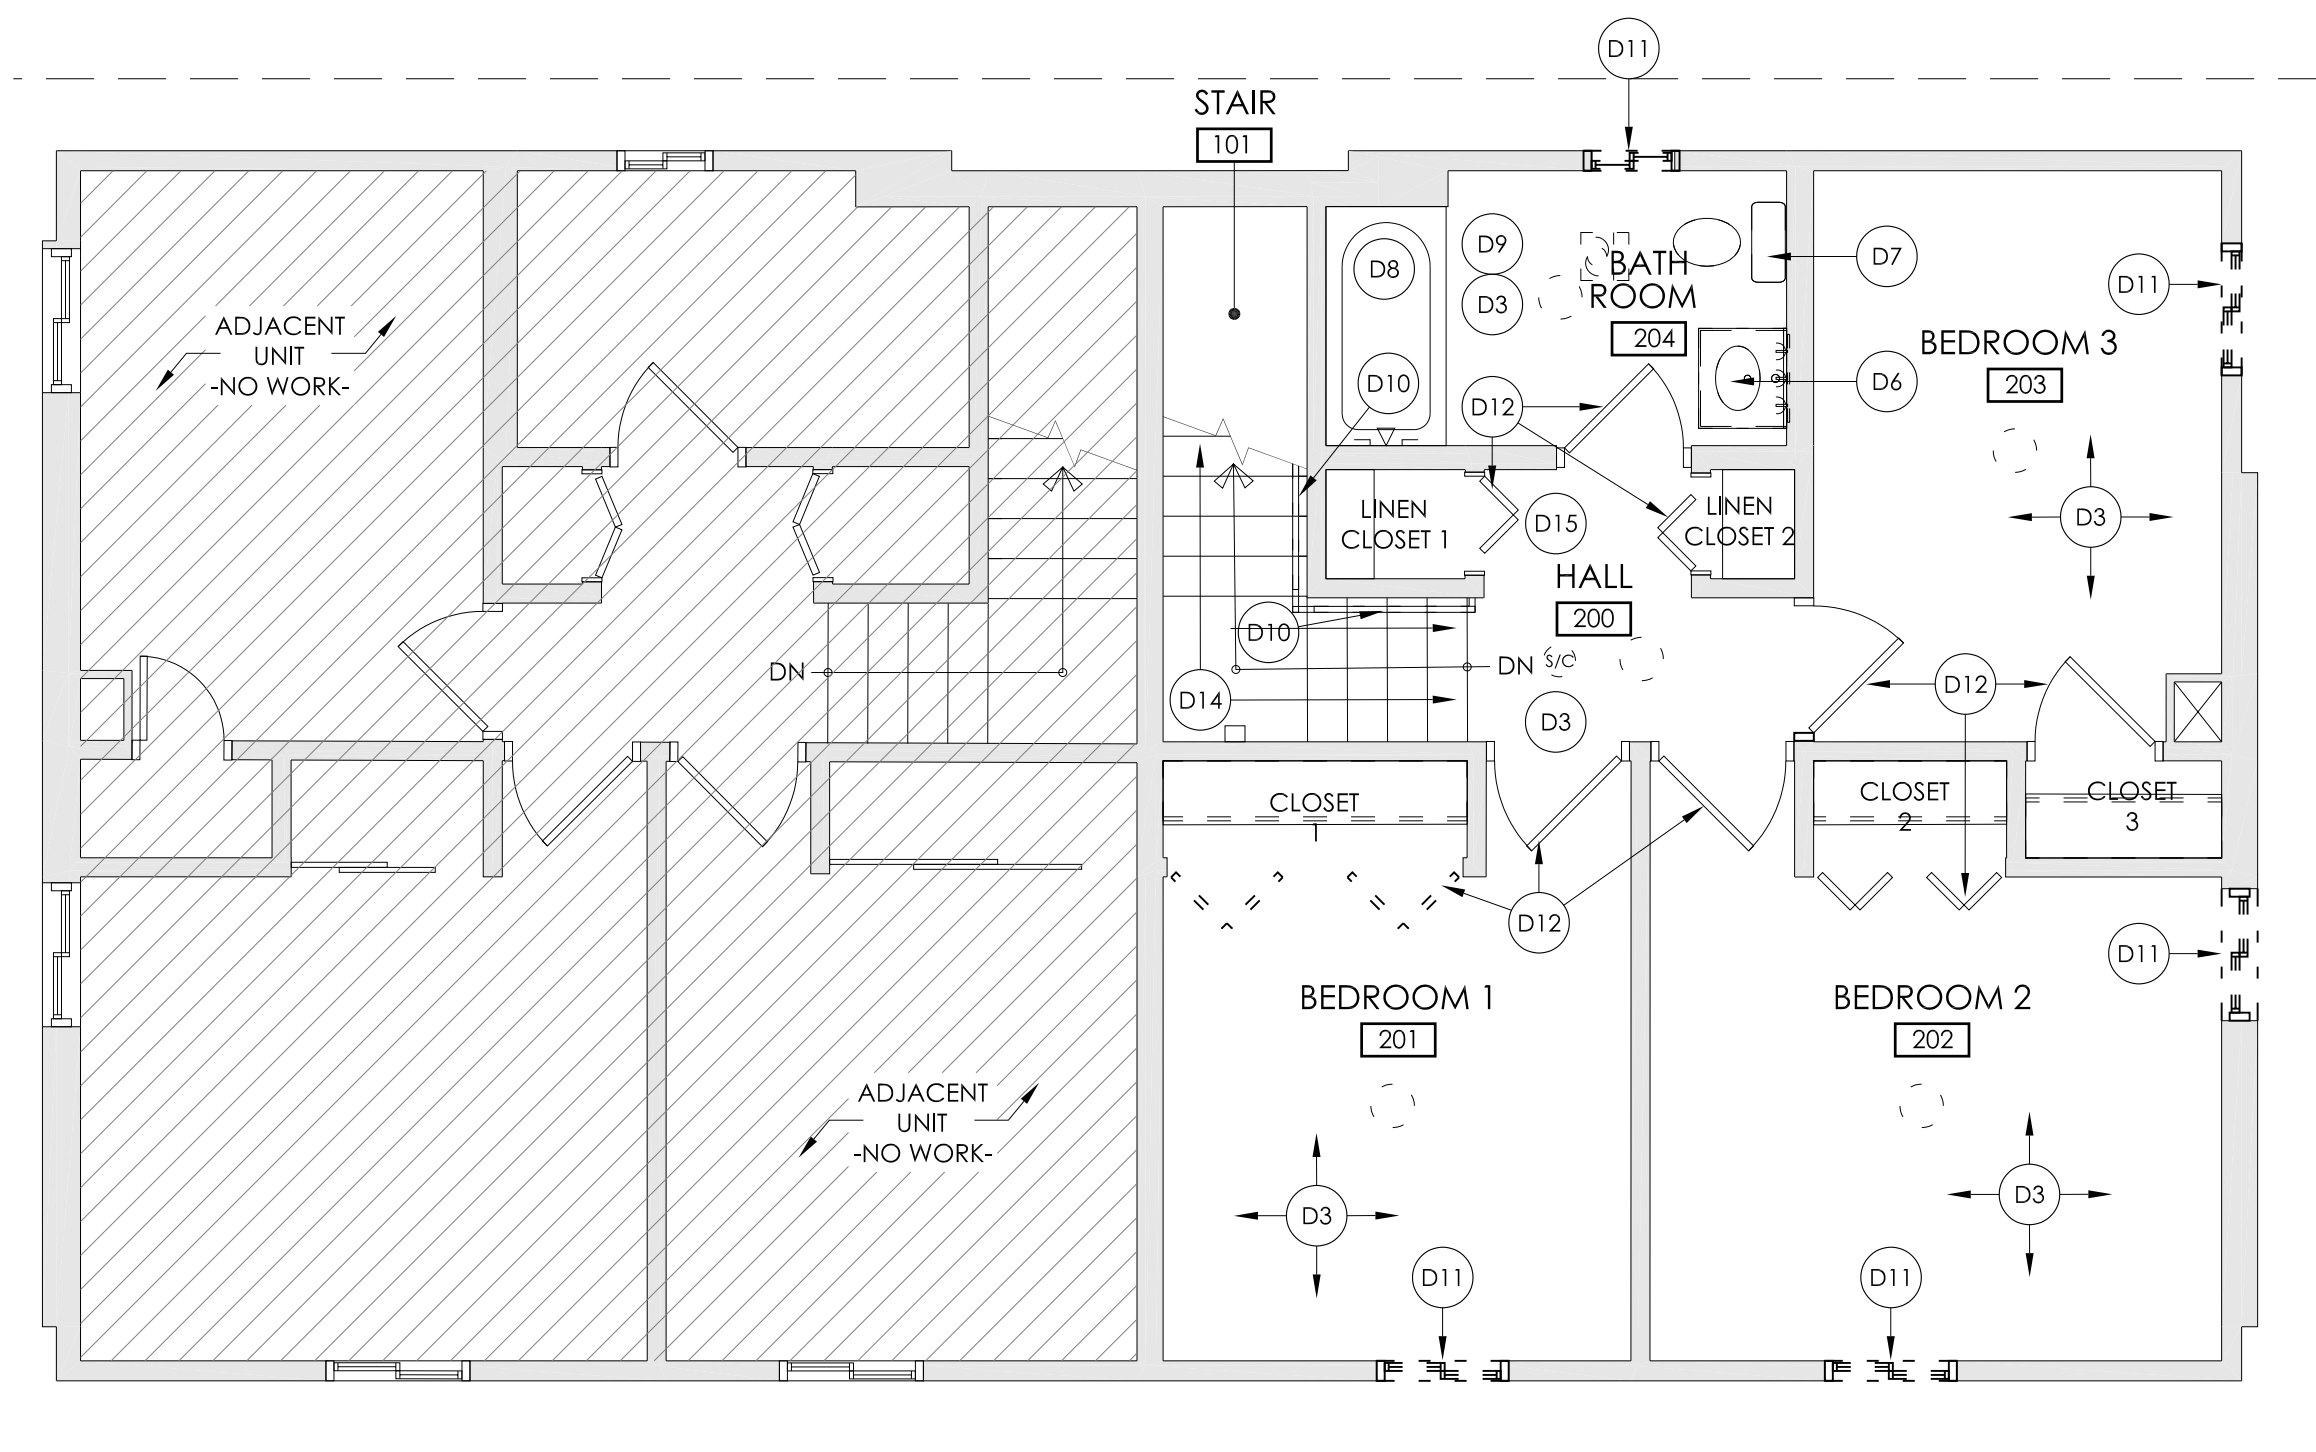 D11
STAIR
101
D9
D8
D7
BATH
ROOM
204
D3
D11
ADJACENT
UNIT
-NO WORK-
BEDROOM 3
203
D10
D6
D12
LINEN
CLOSET 1
D15
LINEN
CLOSET 2
D3
HALL
200
D10
DN
DN
S/C
D14
D3
D12
CLOSET
1
CLOSET
2
CLOSET
3
D12
D11
BEDROOM 1
201
BEDROOM 2
202
ADJACENT
UNIT
-NO WORK-
D3
D3
D11
D11